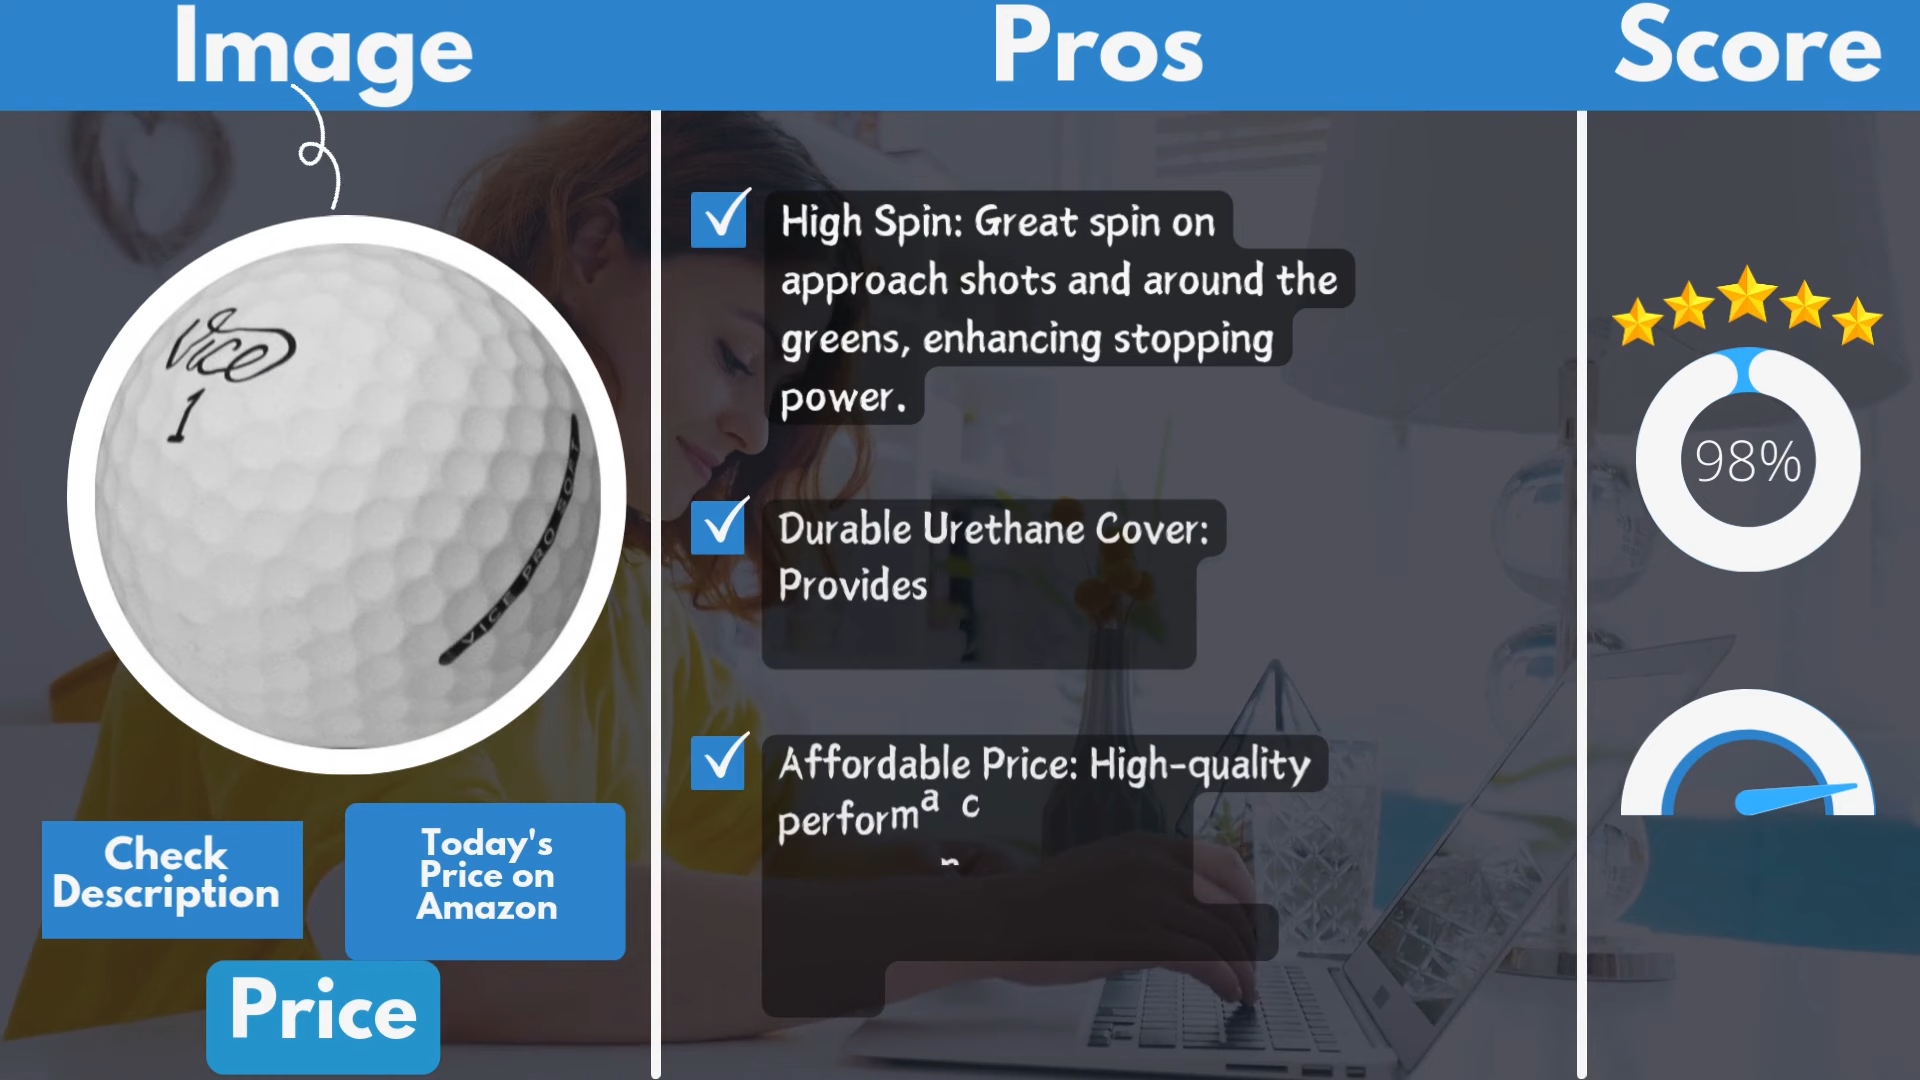 Image
Pros
Score
Vice
1
VICE PRO SOFT
High Spin: Great spin on
approach shots and around the
greens, enhancing stopping
power.
Durable Urethane Cover:
Provides
Affordable Price: High-quality
performanc
98%
Check
Description
Today's
Price on
Amazon
Price